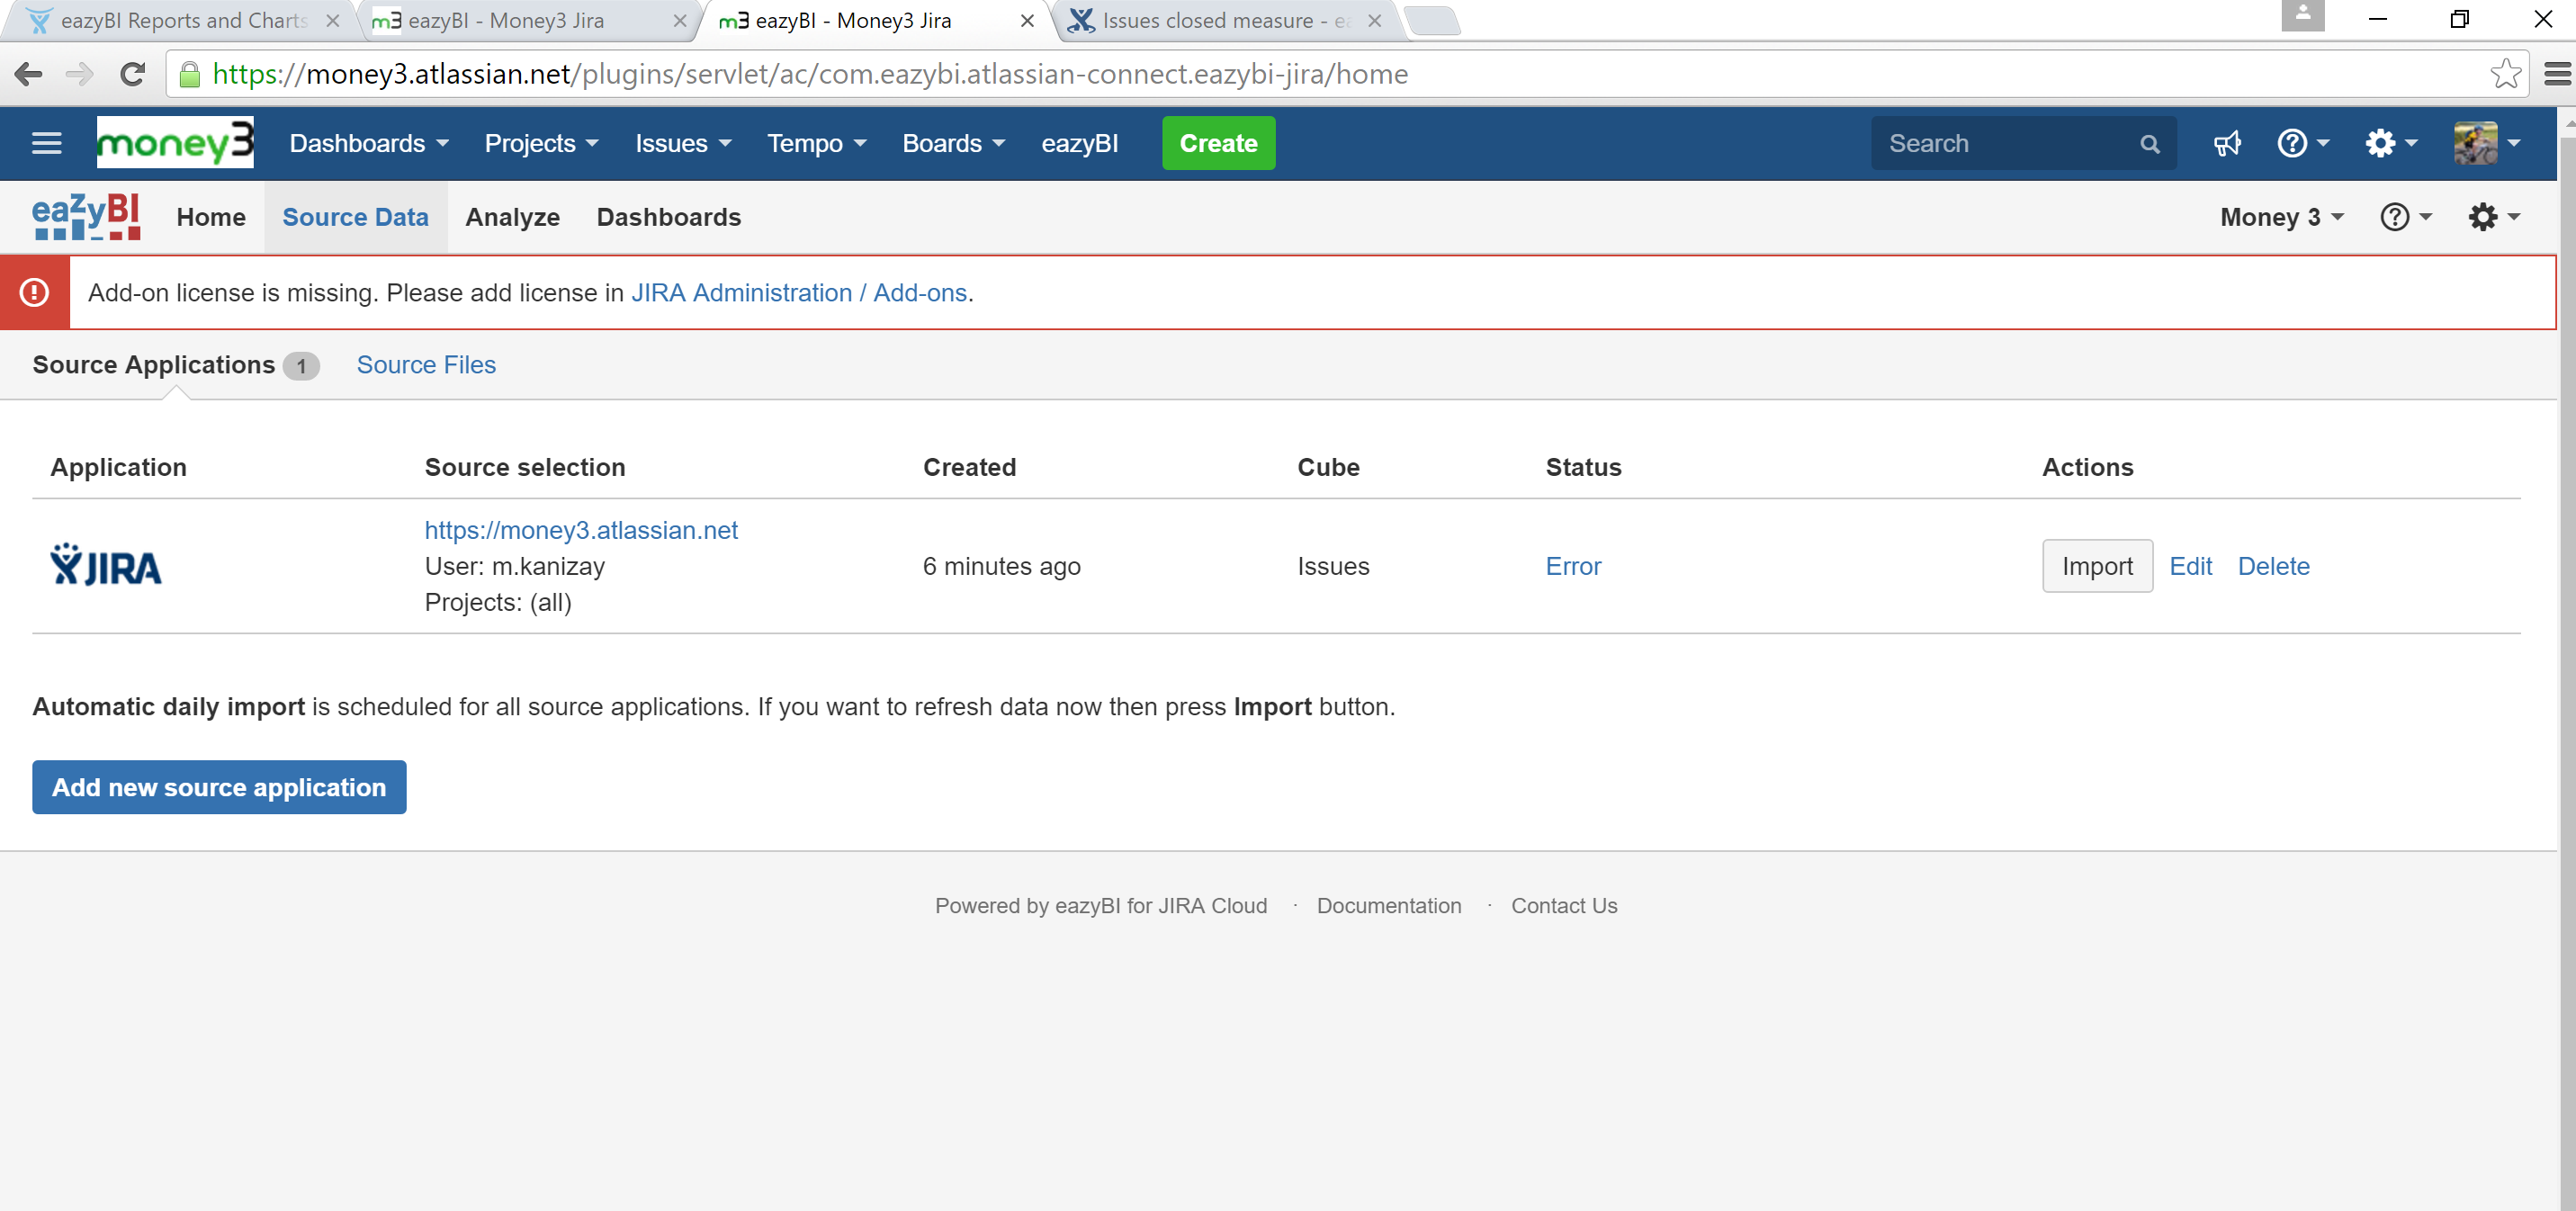 eazyBI Reports and Charts
eazyBI - Money3 Jira
eazyBI - Money3 Jira
Issues closed measure - ea
https://money3.atlassian.net/plugins/servlet/ac/com.eazybi.atlassian-connect.eazybi-jira/home
money3 Dashboards Projects Issues Tempo Boards eazyBI Create Search
eazyBI Home Source Data Analyze Dashboards Money 3
Add-on license is missing. Please add license in JIRA Administration / Add-ons.
Source Applications 1 Source Files
Application Source selection Created Cube Status Actions
https://money3.atlassian.net
JIRA User: m.kanizay 6 minutes ago Issues Error Import Edit Delete
Projects: (all)
Automatic daily import is scheduled for all source applications. If you want to refresh data now then press Import button.
Add new source application
Powered by eazyBI for JIRA Cloud · Documentation · Contact Us